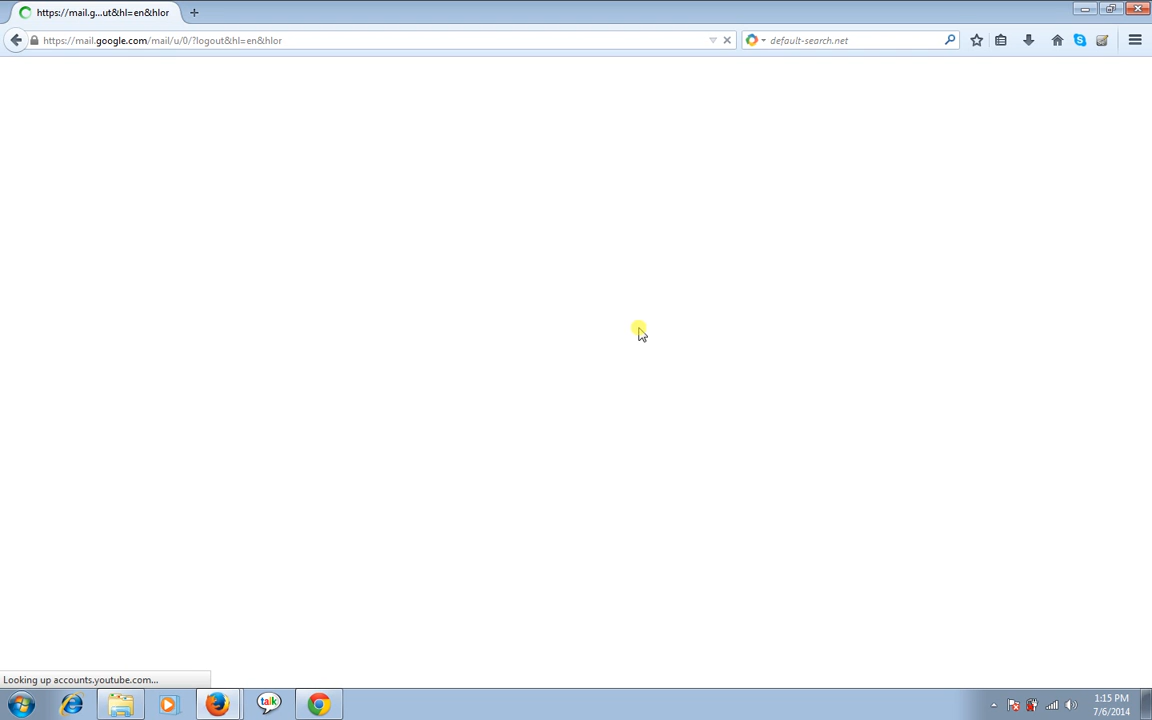 https://mail.g...ut&hl=en&hlor
https://mail.google.com/mail/u/0/?logout&hl=en&hlor
default-search.net
Looking up accounts.youtube.com...
talk
1:15 PM
7/6/2014